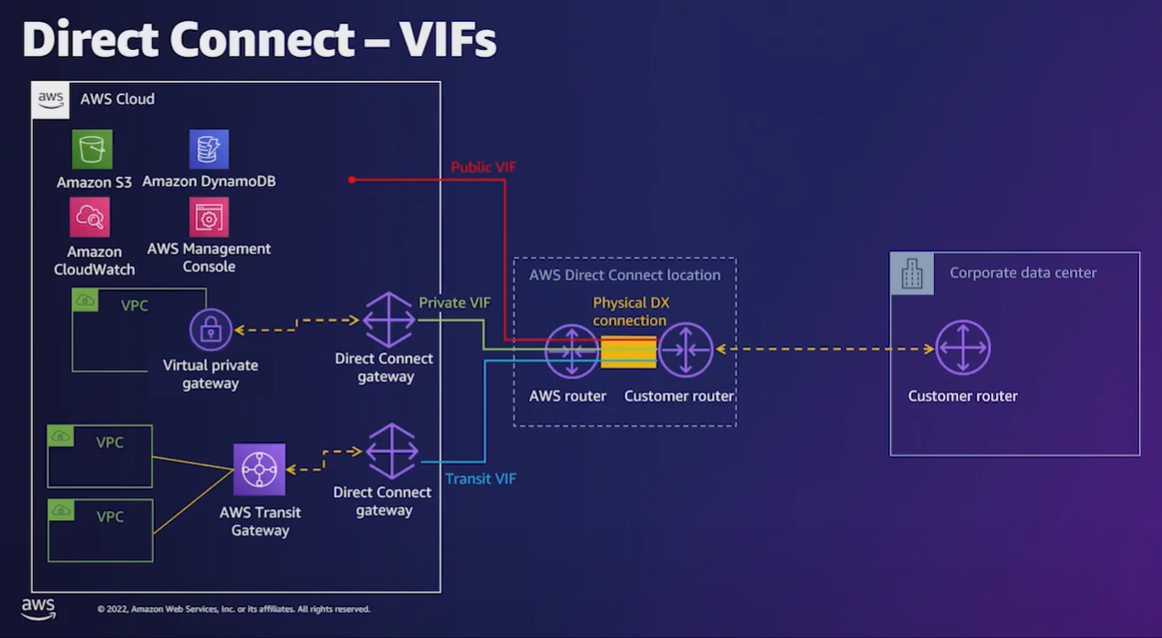 Direct Connect – VIFs
aws
AWS Cloud
Amazon S3
Amazon DynamoDB
Amazon
CloudWatch
AWS Management
Console
Public VIF
VPC
Virtual private
gateway
Private VIF
Direct Connect
gateway
AWS Direct Connect location
Physical DX
connection
AWS router
Customer router
Corporate data center
Customer router
VPC
VPC
AWS Transit
Gateway
Direct Connect
gateway
Transit VIF
aws
© 2022, Amazon Web Services, Inc. or its affiliates. All rights reserved.